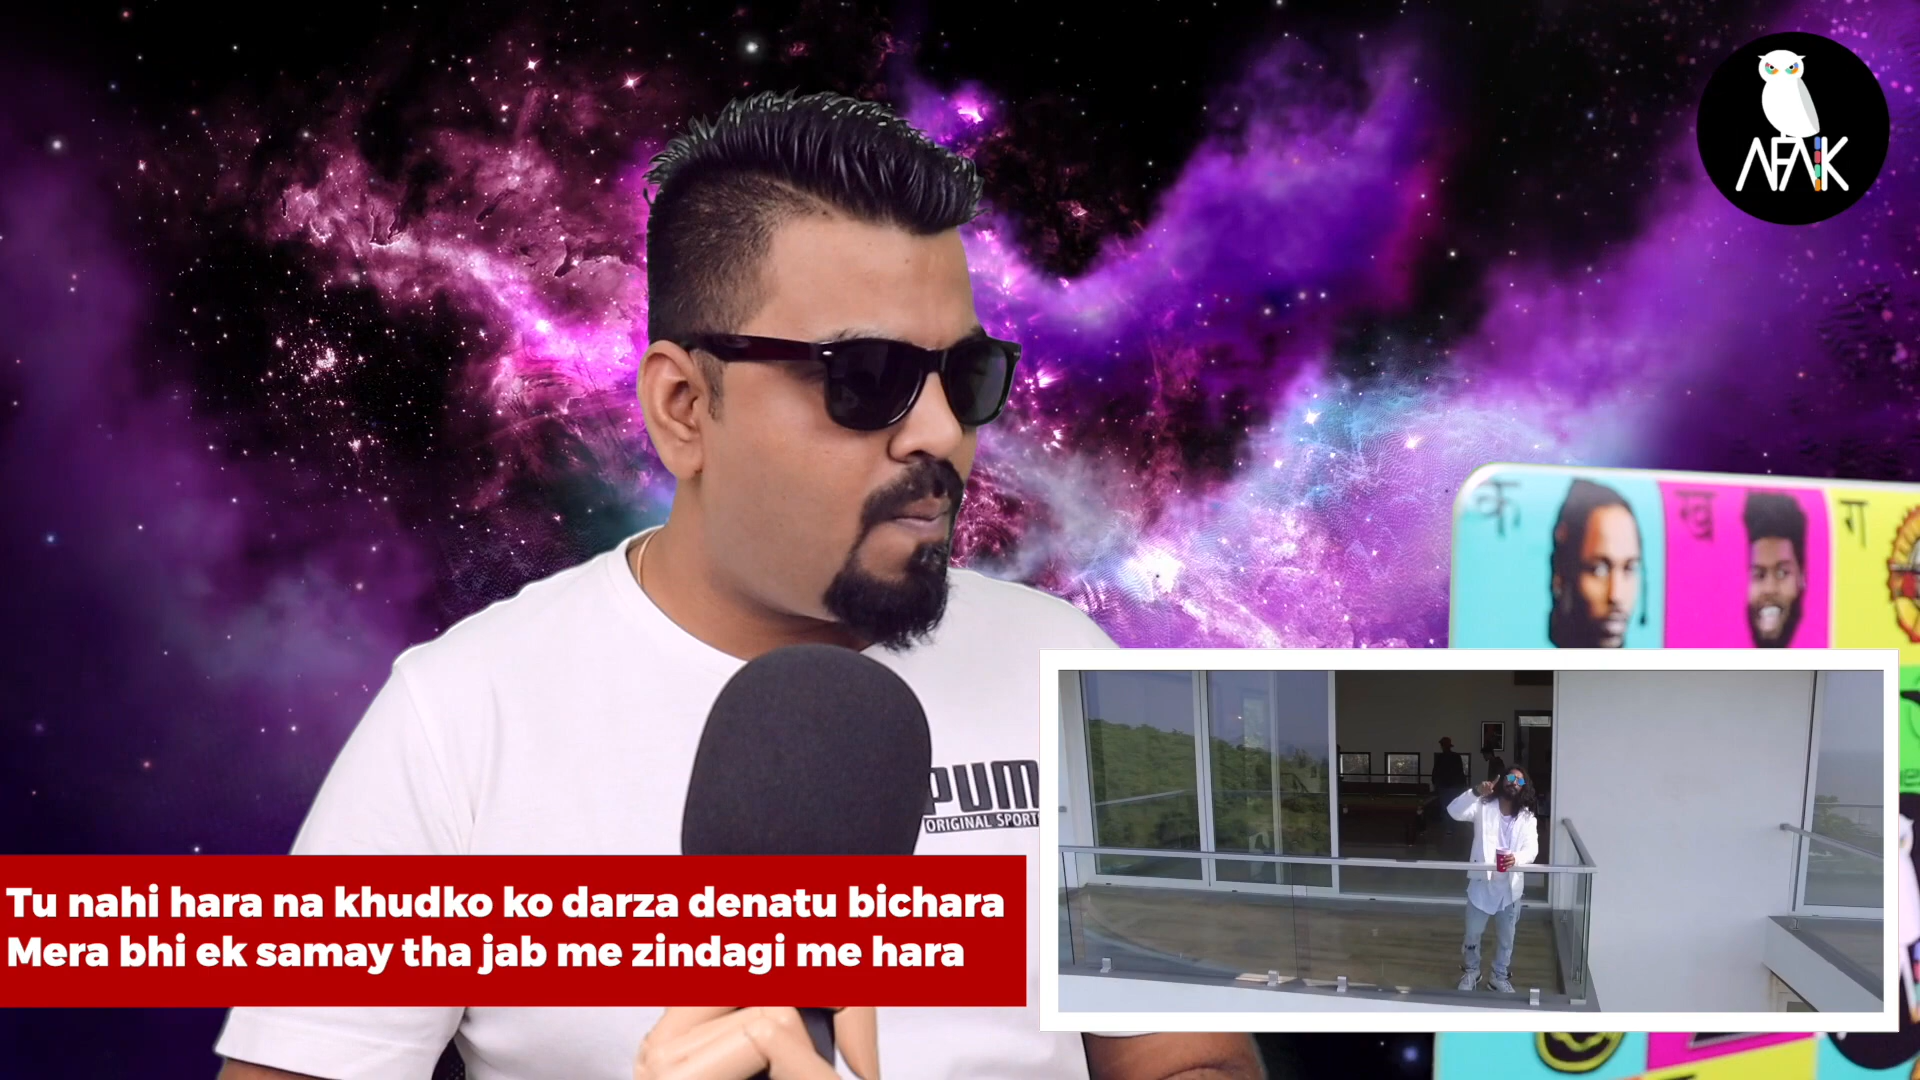 AFAIK
क
ख
ग
PUM
ORIGINAL SPORT
Tu nahi hara na khudko ko darza denatu bichara
Mera bhi ek samay tha jab me zindagi me hara